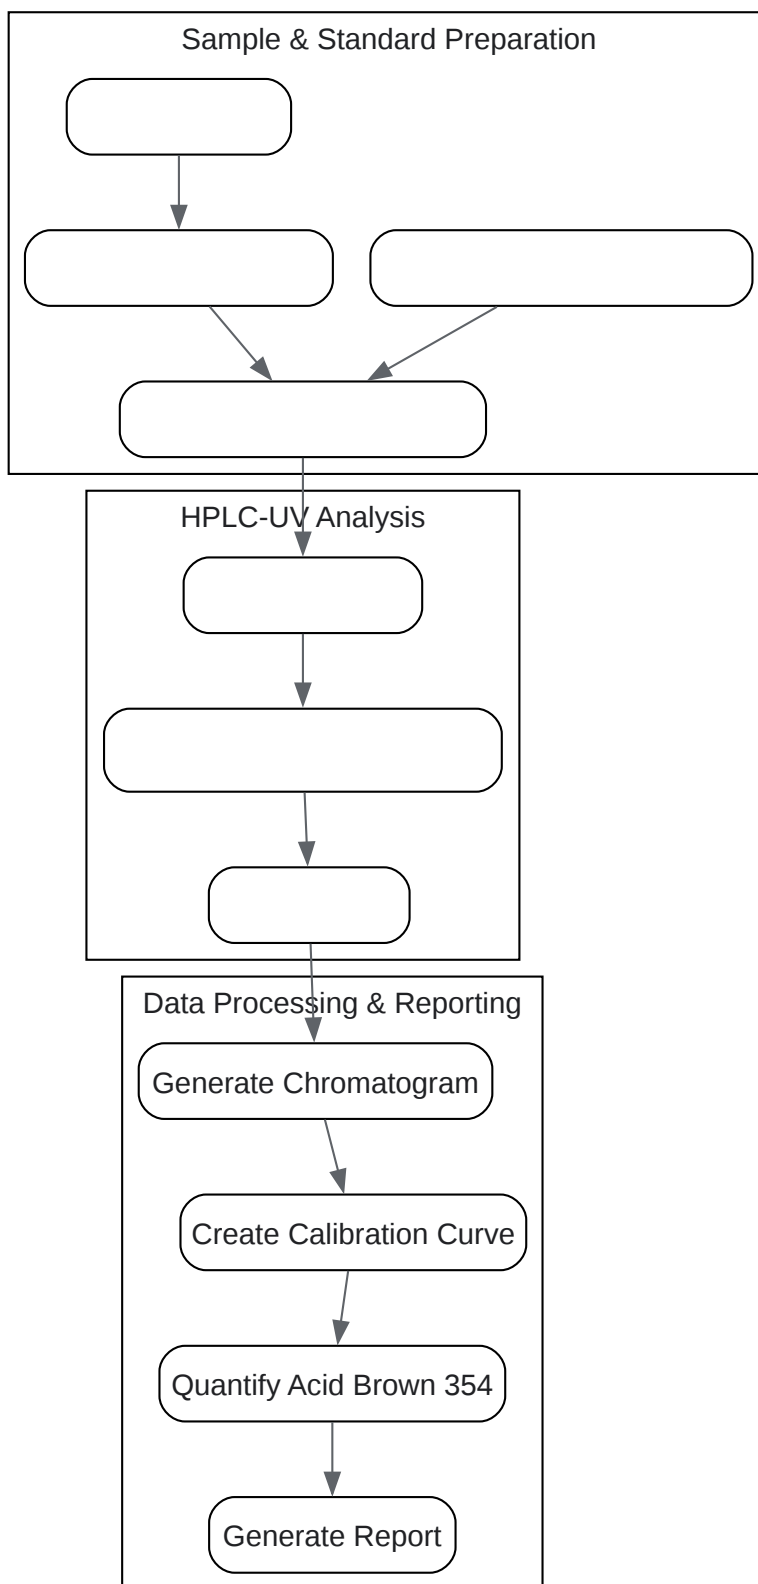 Sample & Standard Preparation
HPLC-UV Analysis
Data Processing & Reporting
Generate Chromatogram
Create Calibration Curve
Quantify Acid Brown 354
Generate Report